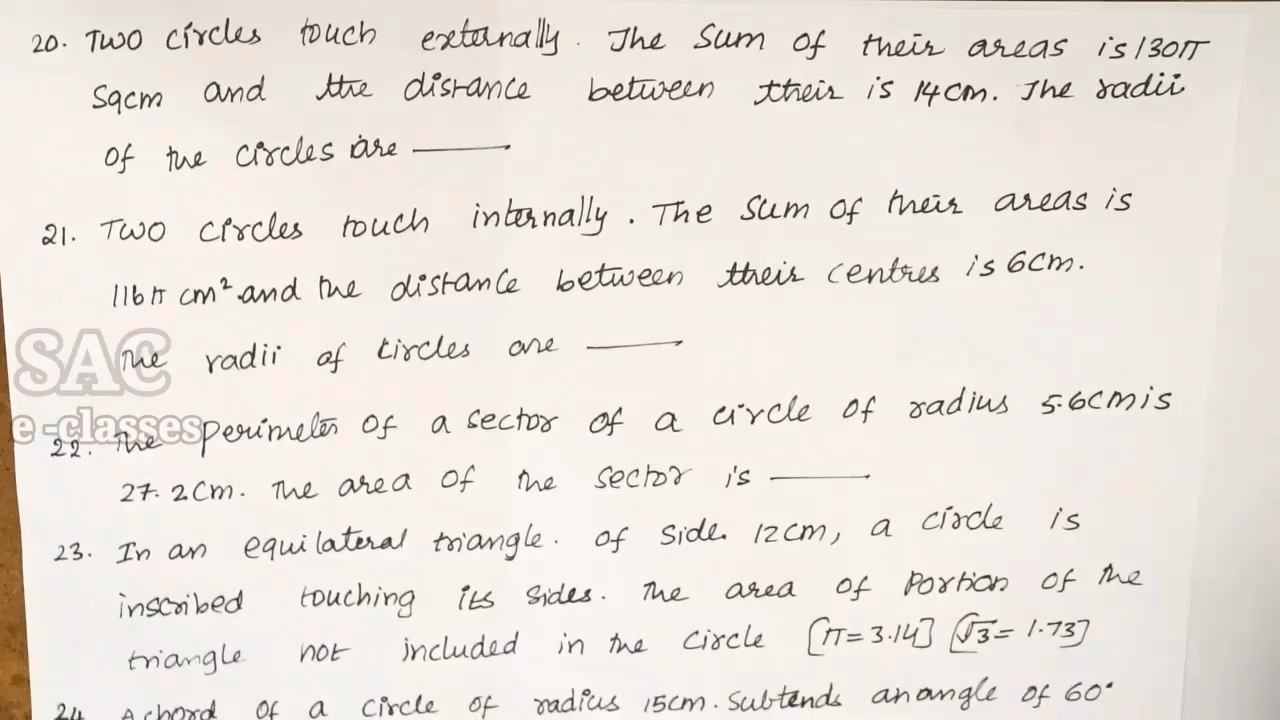 20. Two circles touch externally. The sum of their areas is 130π
sqcm and the distance between their is 14cm. The radii
of the circles are ———
21. Two circles touch internally. The sum of their areas is
116π cm². and the distance between their centres is 6cm.
The radii of circles are ———
22. The perimeter of a sector of a circle of radius 5.6cm is
27.2cm. The area of the sector is ———
23. In an equilateral triangle. of side. 12cm, a circle is
inscribed touching its sides. The area of portion of the
triangle not included in the circle [π=3.14] [√3=1.73]
24. A chord of a circle of radius 15cm. subtends an angle of 60°
SAC
e-classes